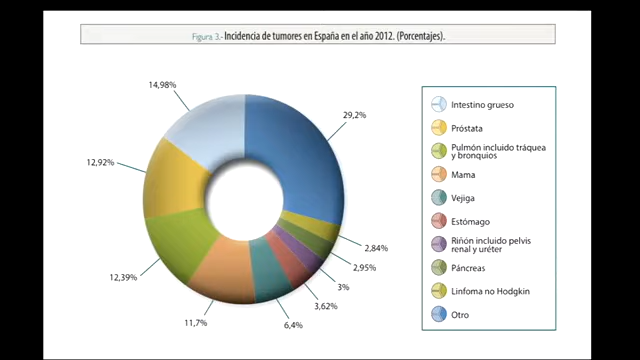 Figura 3.- Incidencia de tumores en España en el año 2012. (Porcentajes).
14,98%
29,2%
12,92%
12,39%
11,7%
6,4%
3,62%
3%
2,95%
2,84%
Intestino grueso
Próstata
Pulmón incluido tráquea
y bronquios
Mama
Vejiga
Estómago
Riñón incluido pelvis
renal y uréter
Páncreas
Linfoma no Hodgkin
Otro